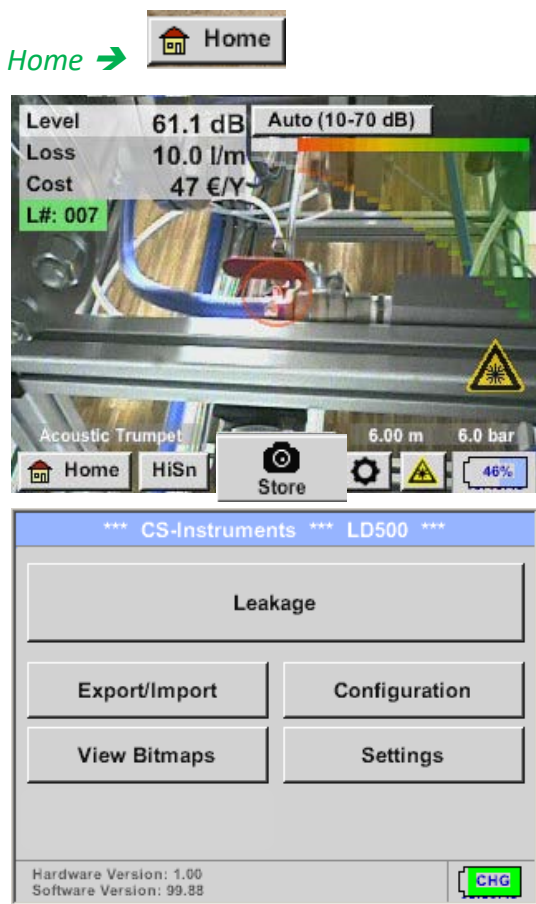 Home ➔ Home
Level 61.1 dB Auto (10-70 dB)
Loss 10.0 l/m
Cost 47 €/Y
L#: 007
Acoustic Trumpet 6.00 m 6.0 bar
Home HiSn Store 46%
*** CS-Instruments *** LD500 ***
Leakage
Export/Import Configuration
View Bitmaps Settings
Hardware Version: 1.00
Software Version: 99.88
CHG